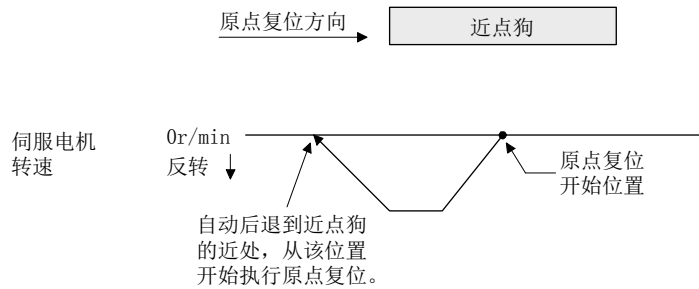 原点复位方向
近点狗
伺服电机
转速
0r/min
反转
原点复位
开始位置
自动后退到近点狗
的近处，从该位置
开始执行原点复位。